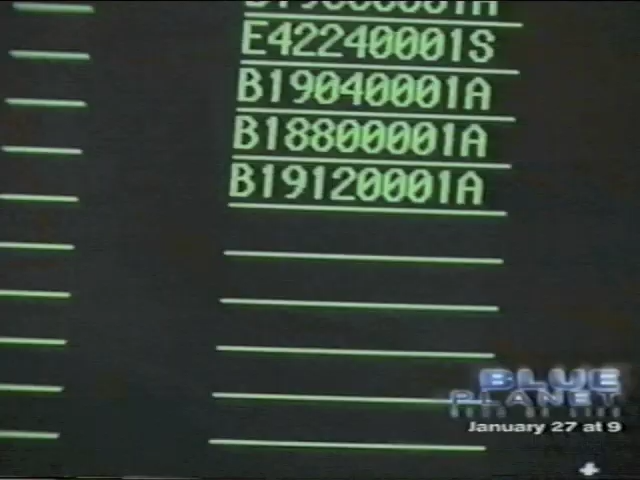 E42240001S
B19040001A
B18800001A
B19120001A
BLUE
PLANET
January 27 at 9